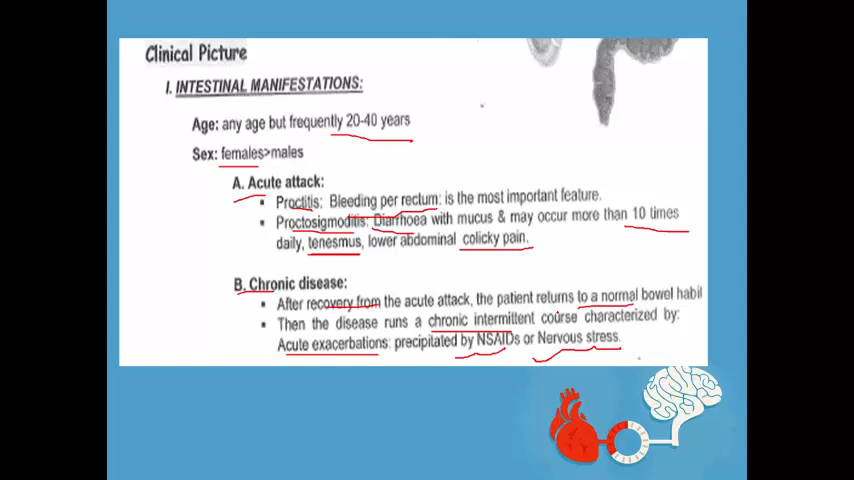 Clinical Picture
I. INTESTINAL MANIFESTATIONS:
Age: any age but frequently 20-40 years
Sex: females>males
A. Acute attack:
▪ Proctitis: Bleeding per rectum: is the most important feature.
▪ Proctosigmoditis: Diarrhoea with mucus & may occur more than 10 times
daily, tenesmus, lower abdominal colicky pain.
B. Chronic disease:
▪ After recovery from the acute attack, the patient returns to a normal bowel habil
▪ Then the disease runs a chronic intermittent course characterized by:
Acute exacerbations: precipitated by NSAIDs or Nervous stress.